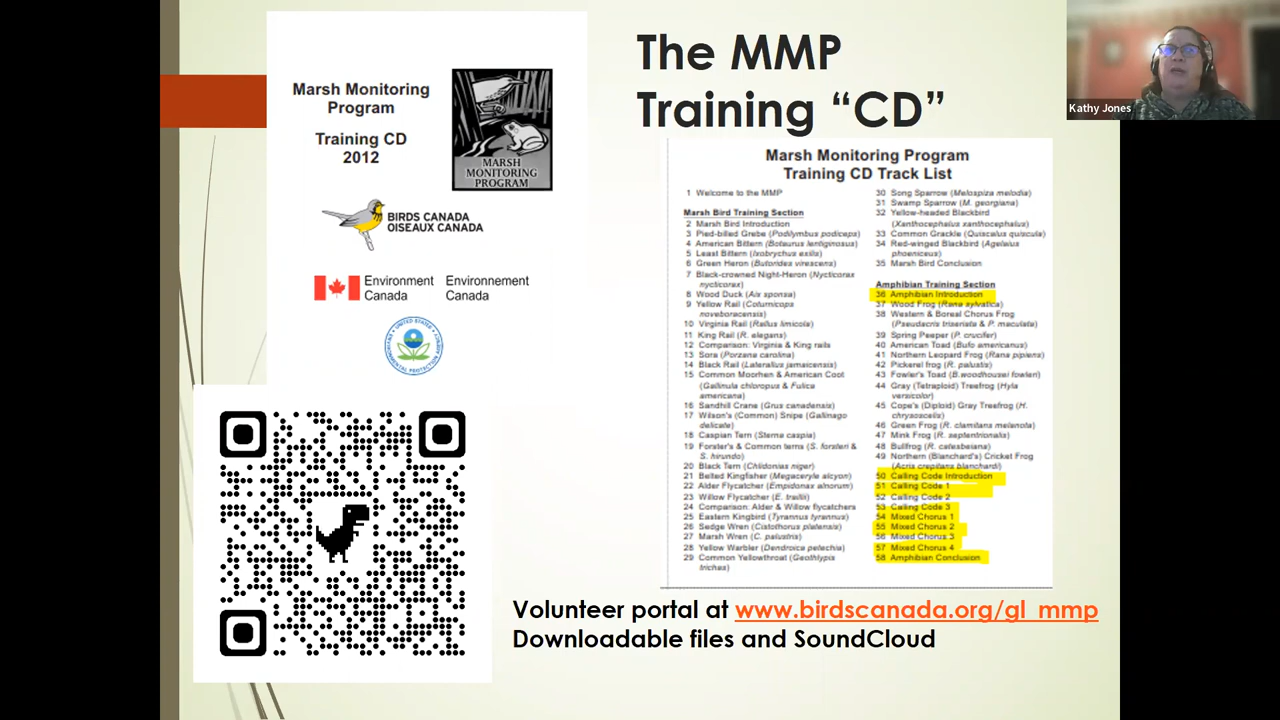 The MMP
Training “CD”
Kathy Jones
Marsh Monitoring
Program
Training CD
2012
MARSH
MONITORING
PROGRAM
BIRDS CANADA
OISEAUX CANADA
Environment Environnement
Canada Canada
UNITED STATES
Marsh Monitoring Program
Training CD Track List
1 Welcome to the MMP
Marsh Bird Training Section
2 Marsh Bird Introduction
3 Pied-billed Grebe (Podilymbus podiceps)
4 American Bittern (Botaurus lentiginosus)
5 Least Bittern (Ixobrychus exilis)
6 Green Heron (Butorides virescens)
7 Black-crowned Night-Heron (Nycticorax
nycticorax)
8 Wood Duck (Aix sponsa)
9 Yellow Rail (Coturnicops
noveboracensis)
10 Virginia Rail (Rallus limicola)
11 King Rail (R. elegans)
12 Comparison: Virginia & King rails
13 Sora (Porzana carolina)
14 Black Rail (Laterallus jamaicensis)
15 Common Moorhen & American Coot
(Gallinula chloropus & Fulica
americana)
16 Sandhill Crane (Grus canadensis)
17 Wilson's (Common) Snipe (Gallinago
delicate)
18 Caspian Tern (Sterna caspia)
19 Forster's & Common terns (S. forsteri &
S. hirundo)
20 Black Tern (Chlidonias niger)
21 Belted Kingfisher (Megaceryle alcyon)
22 Alder Flycatcher (Empidonax alnorum)
23 Willow Flycatcher (E. traillii)
24 Comparison: Alder & Willow flycatchers
25 Eastern Kingbird (Tyrannus tyrannus)
26 Sedge Wren (Cistothorus platensis)
27 Marsh Wren (C. palustris)
28 Yellow Warbler (Dendroica petechia)
29 Common Yellowthroat (Geothlypis
trichas)
30 Song Sparrow (Melospiza melodia)
31 Swamp Sparrow (M. georgiana)
32 Yellow-headed Blackbird
(Xanthocephalus xanthocephalus)
33 Common Grackle (Quiscalus quiscula)
34 Red-winged Blackbird (Agelaius
phoeniceus)
35 Marsh Bird Conclusion
Amphibian Training Section
36 Amphibian Introduction
37 Wood Frog (Rana sylvatica)
38 Western & Boreal Chorus Frog
(Pseudacris triseriata & P. maculata)
39 Spring Peeper (P. crucifer)
40 American Toad (Bufo americanus)
41 Northern Leopard Frog (Rana pipiens)
42 Pickerel frog (R. palustis)
43 Fowler's Toad (B.woodhousei fowleri)
44 Gray (Tetraploid) Treefrog (Hyla
versicolor)
45 Cope's (Diploid) Gray Treefrog (H.
chrysoscelis)
46 Green Frog (R. clamitans melanota)
47 Mink Frog (R. septentrionalis)
48 Bullfrog (R. catesbeiana)
49 Northern (Blanchard's) Cricket Frog
(Acris crepitans blanchardi)
50 Calling Code Introduction
51 Calling Code 1
52 Calling Code 2
53 Calling Code 3
54 Mixed Chorus 1
55 Mixed Chorus 2
56 Mixed Chorus 3
57 Mixed Chorus 4
58 Amphibian Conclusion
Volunteer portal at www.birdscanada.org/gl_mmp
Downloadable files and SoundCloud